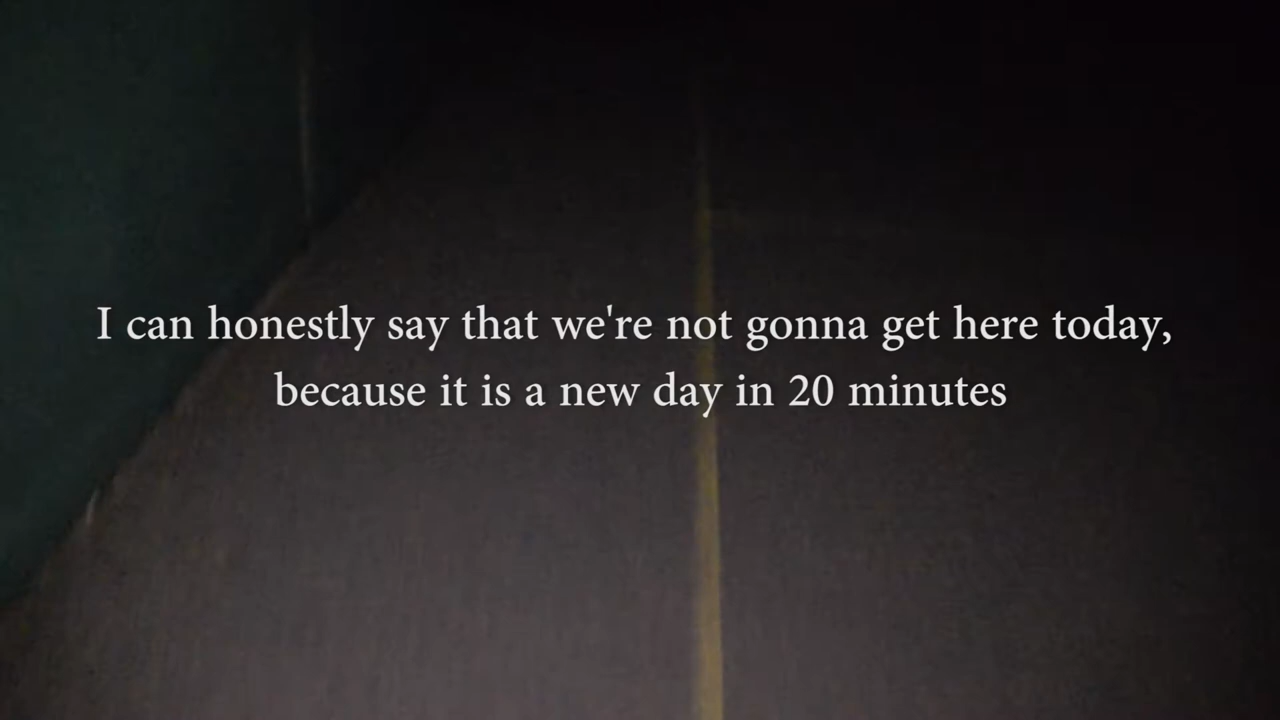 I can honestly say that we're not gonna get here today,
because it is a new day in 20 minutes